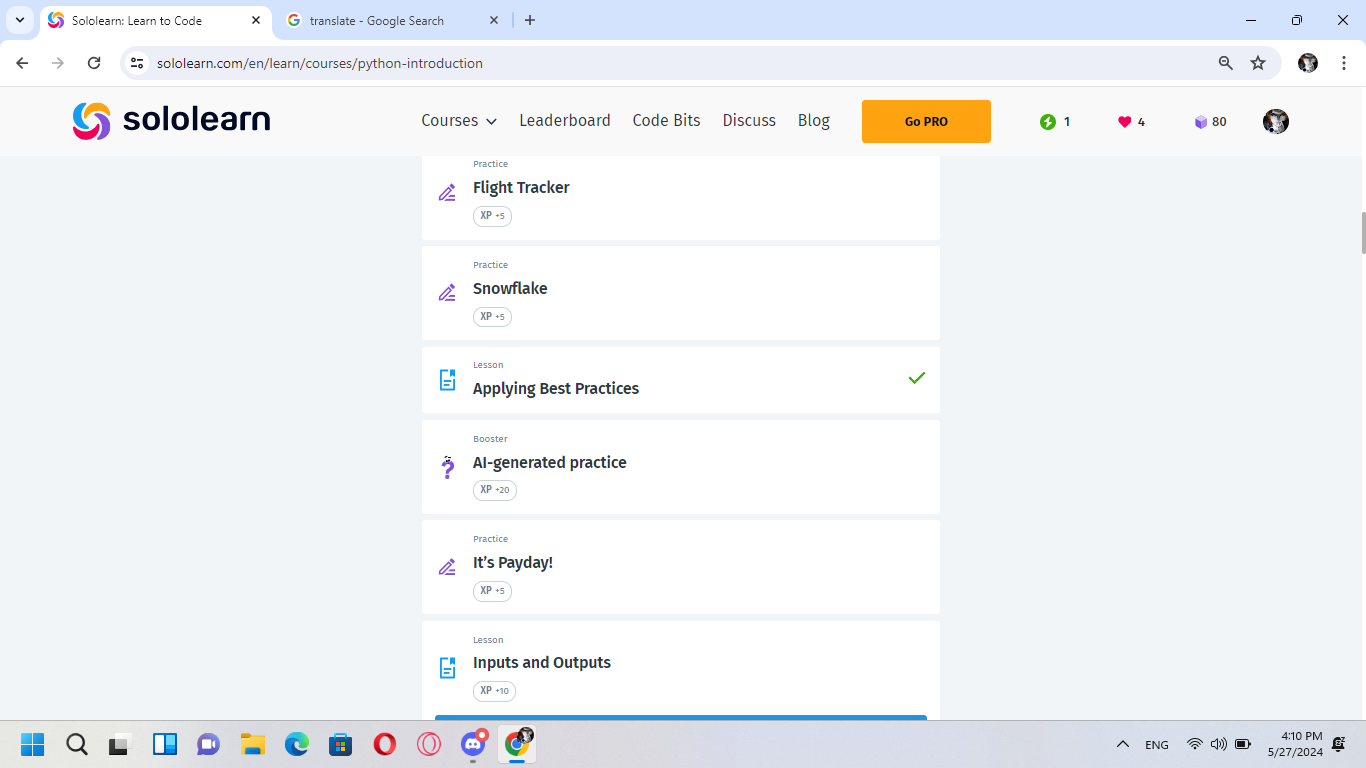 Sololearn: Learn to Code
translate - Google Search
sololearn.com/en/learn/courses/python-introduction
sololearn
Courses
Leaderboard
Code Bits
Discuss
Blog
Go PRO
1
4
80
Practice
Flight Tracker
XP +5
Practice
Snowflake
XP +5
Lesson
Applying Best Practices
Booster
AI-generated practice
XP +20
Practice
It’s Payday!
XP +5
Lesson
Inputs and Outputs
XP +10
ENG
4:10 PM
5/27/2024